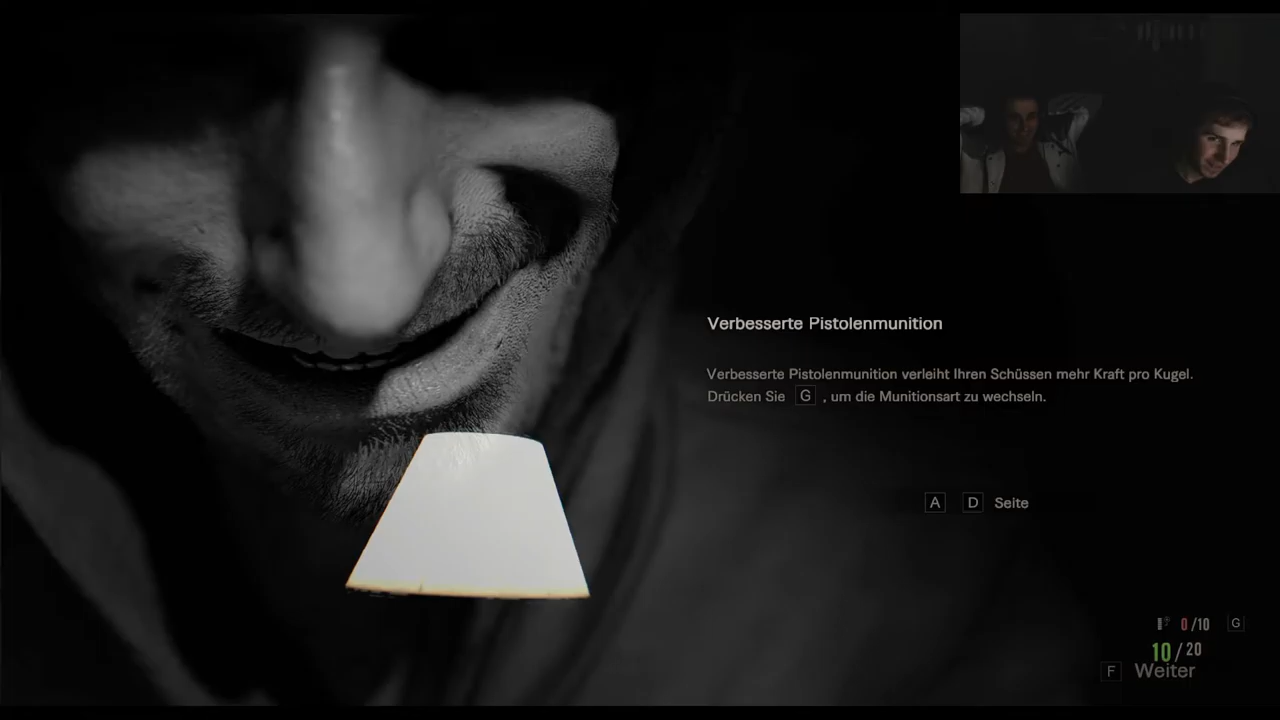 Verbesserte Pistolenmunition
Verbesserte Pistolenmunition verleiht Ihren Schüssen mehr Kraft pro Kugel.
Drücken Sie G , um die Munitionsart zu wechseln.
A D Seite
0/10 G
10/20
F Weiter